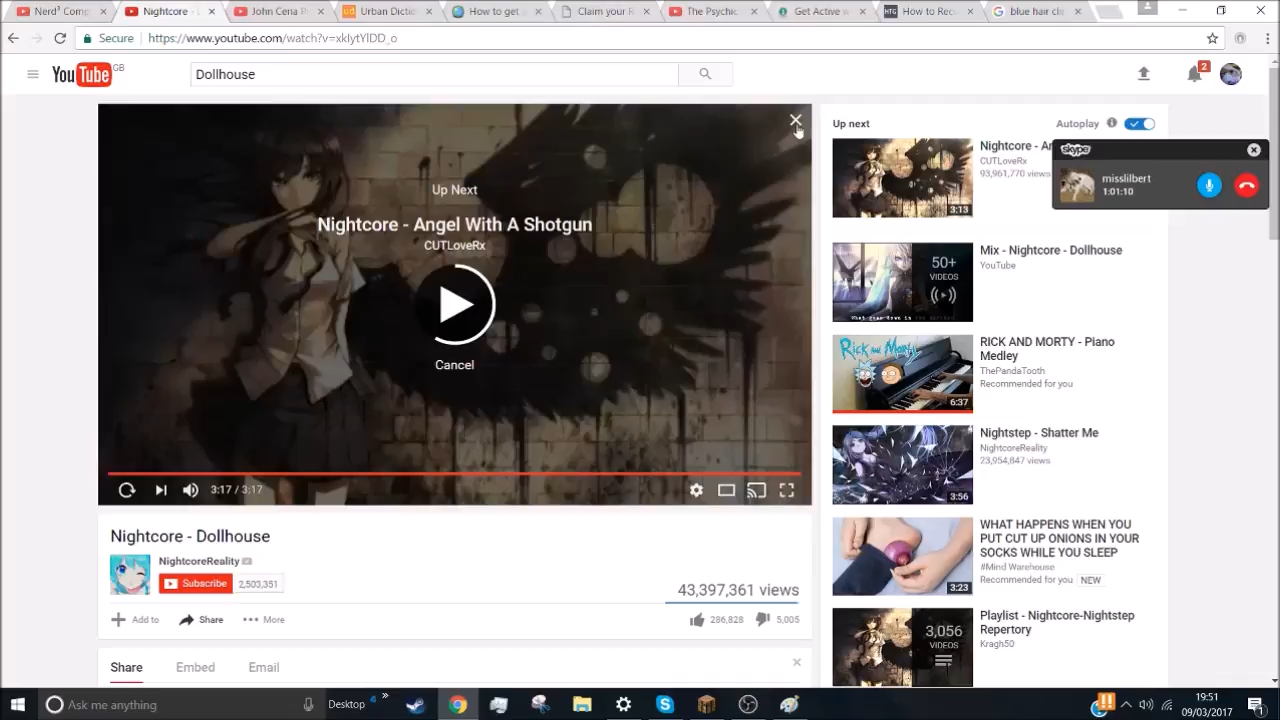 Nerd³ Comp
Nightcore -
John Cena P
Urban Dictic
How to get
Claim your R
The Psychic
Get Active w
How to Rec
blue hair cli
Secure https://www.youtube.com/watch?v=xkIytYlDD_o
YouTube GB
Dollhouse
2
Up Next
Nightcore - Angel With A Shotgun
CUTLoveRx
Cancel
3:17 / 3:17
Nightcore - Dollhouse
NightcoreReality
Subscribe 2,503,351
43,397,361 views
Add to Share More
286,828 5,005
Share Embed Email
Up next
Autoplay
Nightcore - An
CUTLoveRx
93,961,770 views
3:13
skype
misslilbert
1:01:10
Mix - Nightcore - Dollhouse
YouTube
50+
VIDEOS
RICK AND MORTY - Piano
Medley
ThePandaTooth
Recommended for you
RICK AND MORTY
6:37
Nightstep - Shatter Me
NightcoreReality
23,954,847 views
3:56
WHAT HAPPENS WHEN YOU
PUT CUT UP ONIONS IN YOUR
SOCKS WHILE YOU SLEEP
#Mind Warehouse
Recommended for you NEW
3:23
Playlist - Nightcore-Nightstep
Repertory
Kragh50
3,056
VIDEOS
Ask me anything
Desktop
19:51
09/03/2017